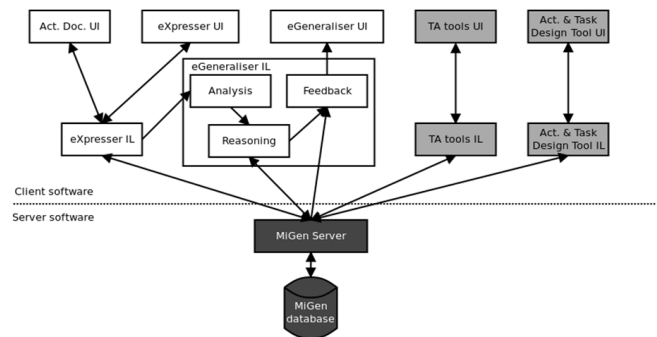 Act. Doc. UI
eXpresser UI
eGeneraliser UI
TA tools UI
Act. & Task
Design Tool UI
eGeneraliser IL
Analysis
Feedback
eXpresser IL
Reasoning
TA tools IL
Act. & Task
Design Tool IL
Client software
Server software
MiGen Server
MiGen
database